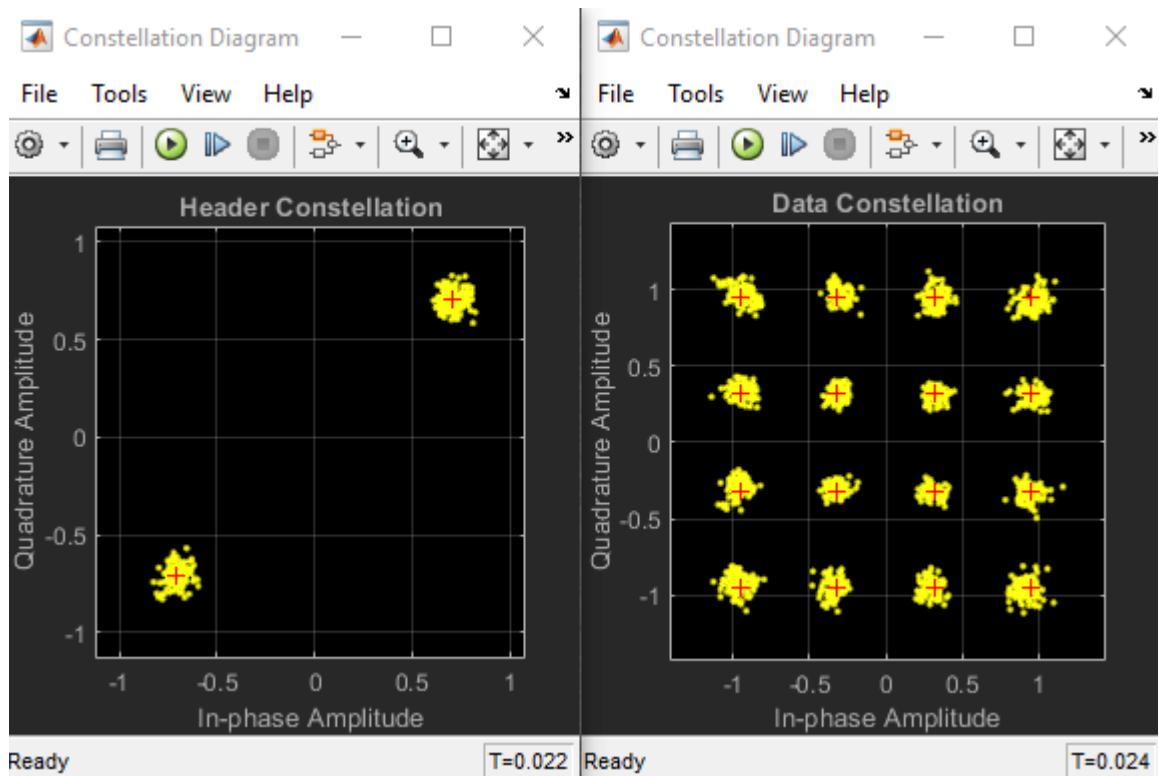 Constellation Diagram
File Tools View Help
Header Constellation
Quadrature Amplitude
1
0.5
0
-0.5
-1
-1 -0.5 0 0.5 1
In-phase Amplitude
Ready T=0.022
Constellation Diagram
File Tools View Help
Data Constellation
Quadrature Amplitude
1
0.5
0
-0.5
-1
-1 -0.5 0 0.5 1
In-phase Amplitude
Ready T=0.024